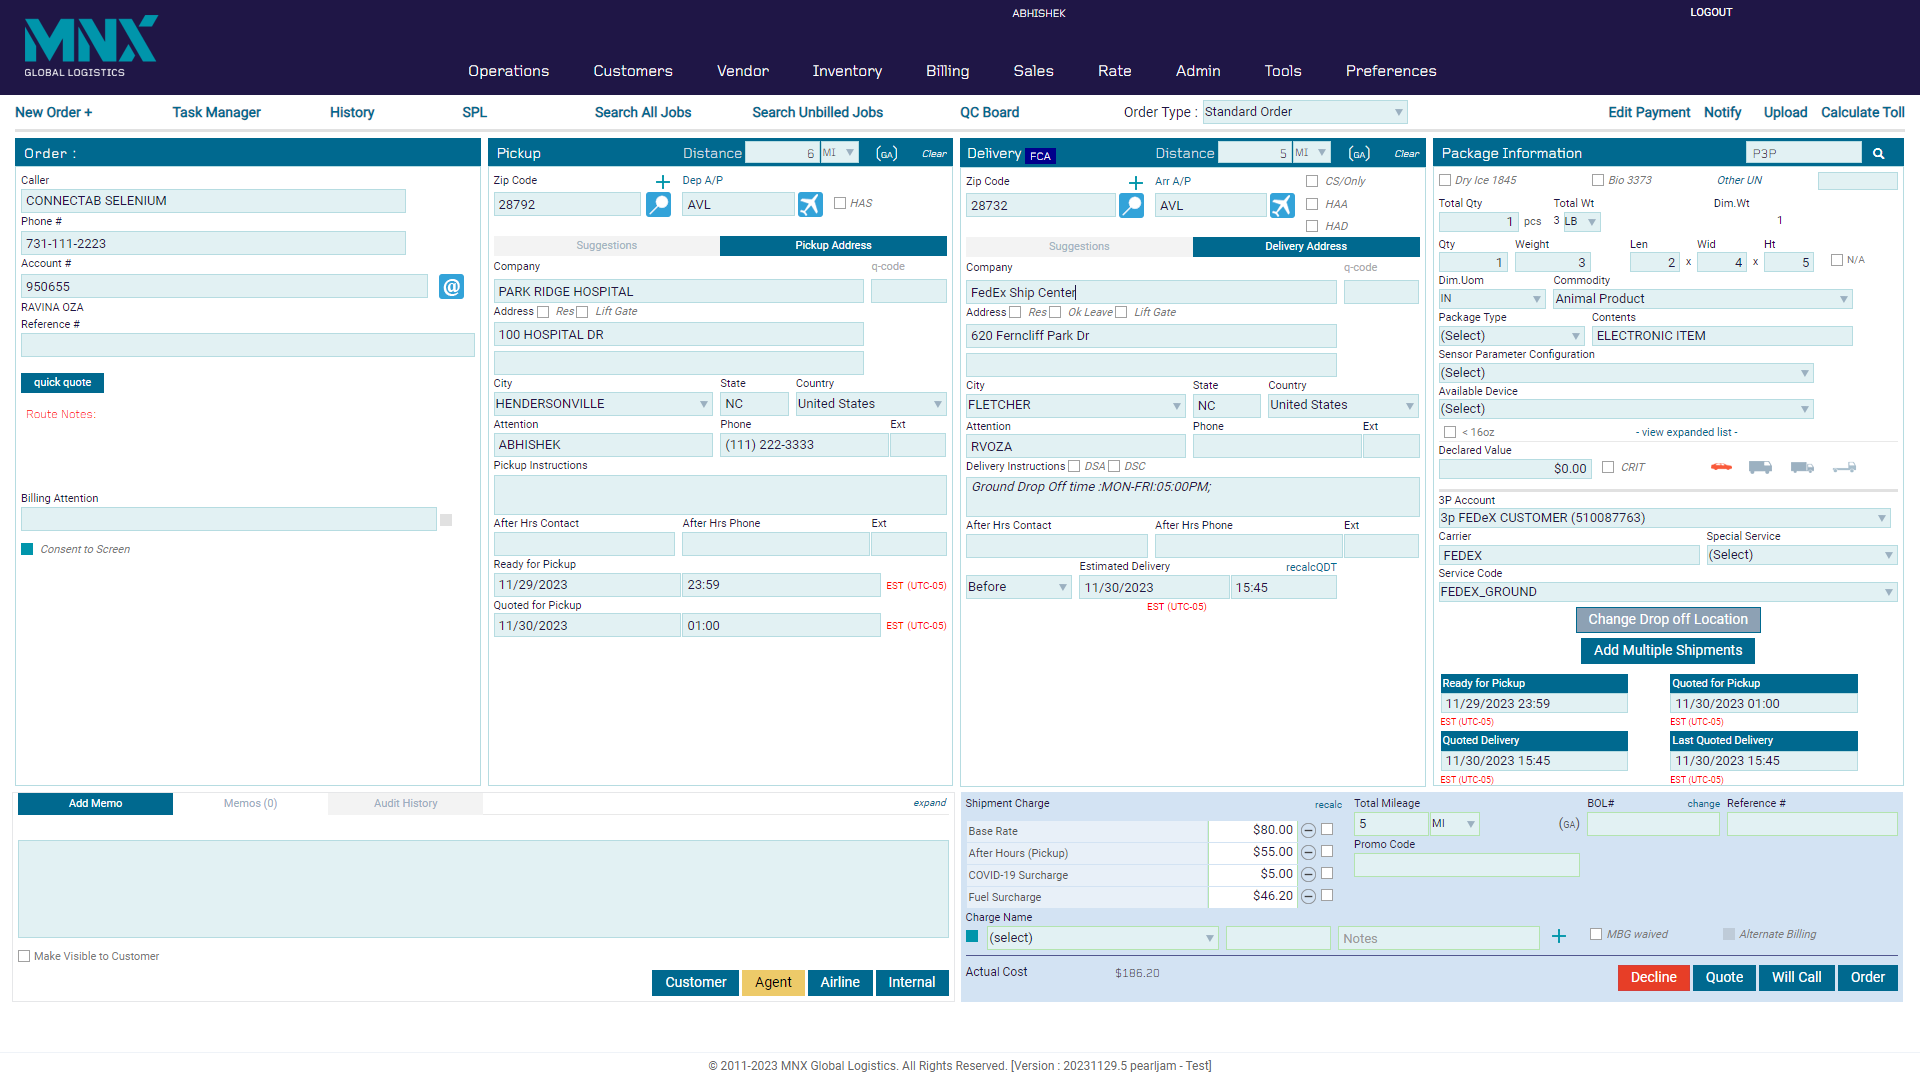 MNX
GLOBAL LOGISTICS
ABHISHEK
LOGOUT
Operations Customers Vendor Inventory Billing Sales Rate Admin Tools Preferences
New Order + Task Manager History SPL Search All Jobs Search Unbilled Jobs QC Board Order Type : Standard Order Edit Payment Notify Upload Calculate Toll
Order :
Caller
CONNECTAB SELENIUM
Phone #
731-111-2223
Account #
950655 @
RAVINA OZA
Reference #
quick quote
Route Notes:
Billing Attention
Consent to Screen
Pickup Distance 6 MI (GA) Clear
Zip Code + Dep A/P
28792 AVL HAS
Suggestions Pickup Address
Company q-code
PARK RIDGE HOSPITAL
Address Res Lift Gate
100 HOSPITAL DR
City State Country
HENDERSONVILLE NC United States
Attention Phone Ext
ABHISHEK (111) 222-3333
Pickup Instructions
After Hrs Contact After Hrs Phone Ext
Ready for Pickup
11/29/2023 23:59 EST (UTC-05)
Quoted for Pickup
11/30/2023 01:00 EST (UTC-05)
Delivery FCA Distance 5 MI (GA) Clear
Zip Code + Arr A/P CS/Only
28732 AVL HAA
HAD
Suggestions Delivery Address
Company q-code
FedEx Ship Center
Address Res Ok Leave Lift Gate
620 Ferncliff Park Dr
City State Country
FLETCHER NC United States
Attention Phone Ext
RVOZA
Delivery Instructions DSA DSC
Ground Drop Off time :MON-FRI:05:00PM;
After Hrs Contact After Hrs Phone Ext
Estimated Delivery recalcQDT
Before 11/30/2023 15:45
EST (UTC-05)
Package Information P3P
Dry Ice 1845 Bio 3373 Other UN
Total Qty Total Wt Dim.Wt
1 pcs 3 LB 1
Qty Weight Len Wid Ht
1 3 2 x 4 x 5 N/A
Dim.Uom Commodity
IN Animal Product
Package Type Contents
(Select) ELECTRONIC ITEM
Sensor Parameter Configuration
(Select)
Available Device
(Select)
< 16oz - view expanded list -
Declared Value
$0.00 CRIT
3P Account
3p FEDeX CUSTOMER (510087763)
Carrier Special Service
FEDEX (Select)
Service Code
FEDEX_GROUND
Change Drop off Location
Add Multiple Shipments
Ready for Pickup Quoted for Pickup
11/29/2023 23:59 11/30/2023 01:00
EST (UTC-05) EST (UTC-05)
Quoted Delivery Last Quoted Delivery
11/30/2023 15:45 11/30/2023 15:45
EST (UTC-05) EST (UTC-05)
Add Memo Memos (0) Audit History expand
Make Visible to Customer
Customer Agent Airline Internal
Shipment Charge recalc Total Mileage BOL# change Reference #
Base Rate $80.00 5 MI (GA)
After Hours (Pickup) $55.00 Promo Code
COVID-19 Surcharge $5.00
Fuel Surcharge $46.20
Charge Name
(select) Notes + MBG waived Alternate Billing
Actual Cost $186.20 Decline Quote Will Call Order
© 2011-2023 MNX Global Logistics. All Rights Reserved. [Version : 20231129.5 pearljam - Test]